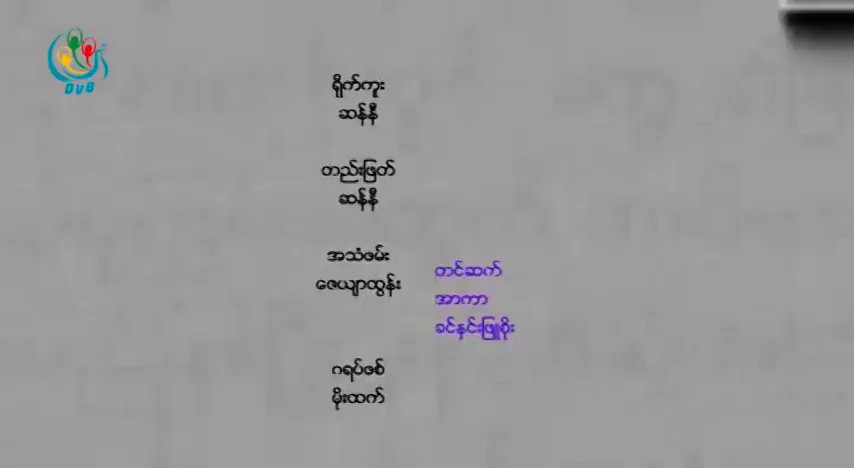 DVB
ရိုက်ကူး
ဆန်နီ
တည်းဖြတ်
ဆန်နီ
အသံဖမ်း
ဇေယျာထွန်း
တင်ဆက်
အာကာ
ခင်နှင်းဖြူစိုး
ဂရပ်ဖစ်
မိုးထက်